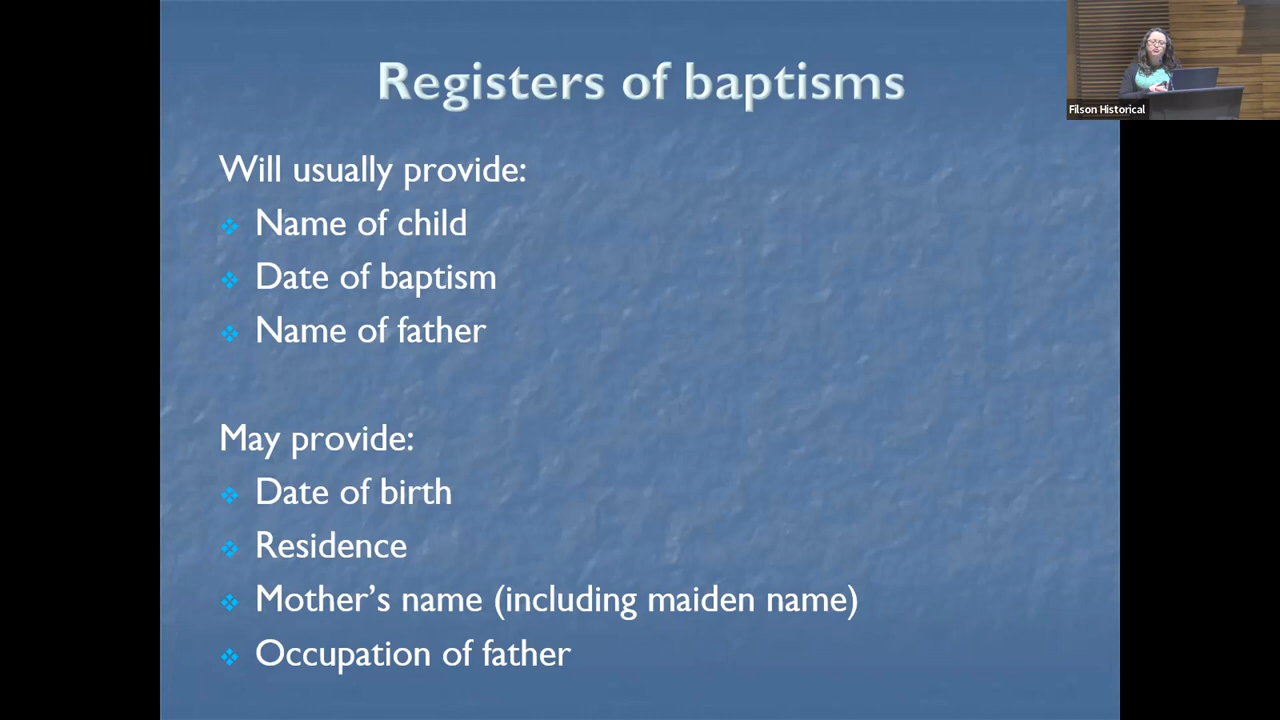 Registers of baptisms
Filson Historical
Will usually provide:
Name of child
Date of baptism
Name of father
May provide:
Date of birth
Residence
Mother’s name (including maiden name)
Occupation of father